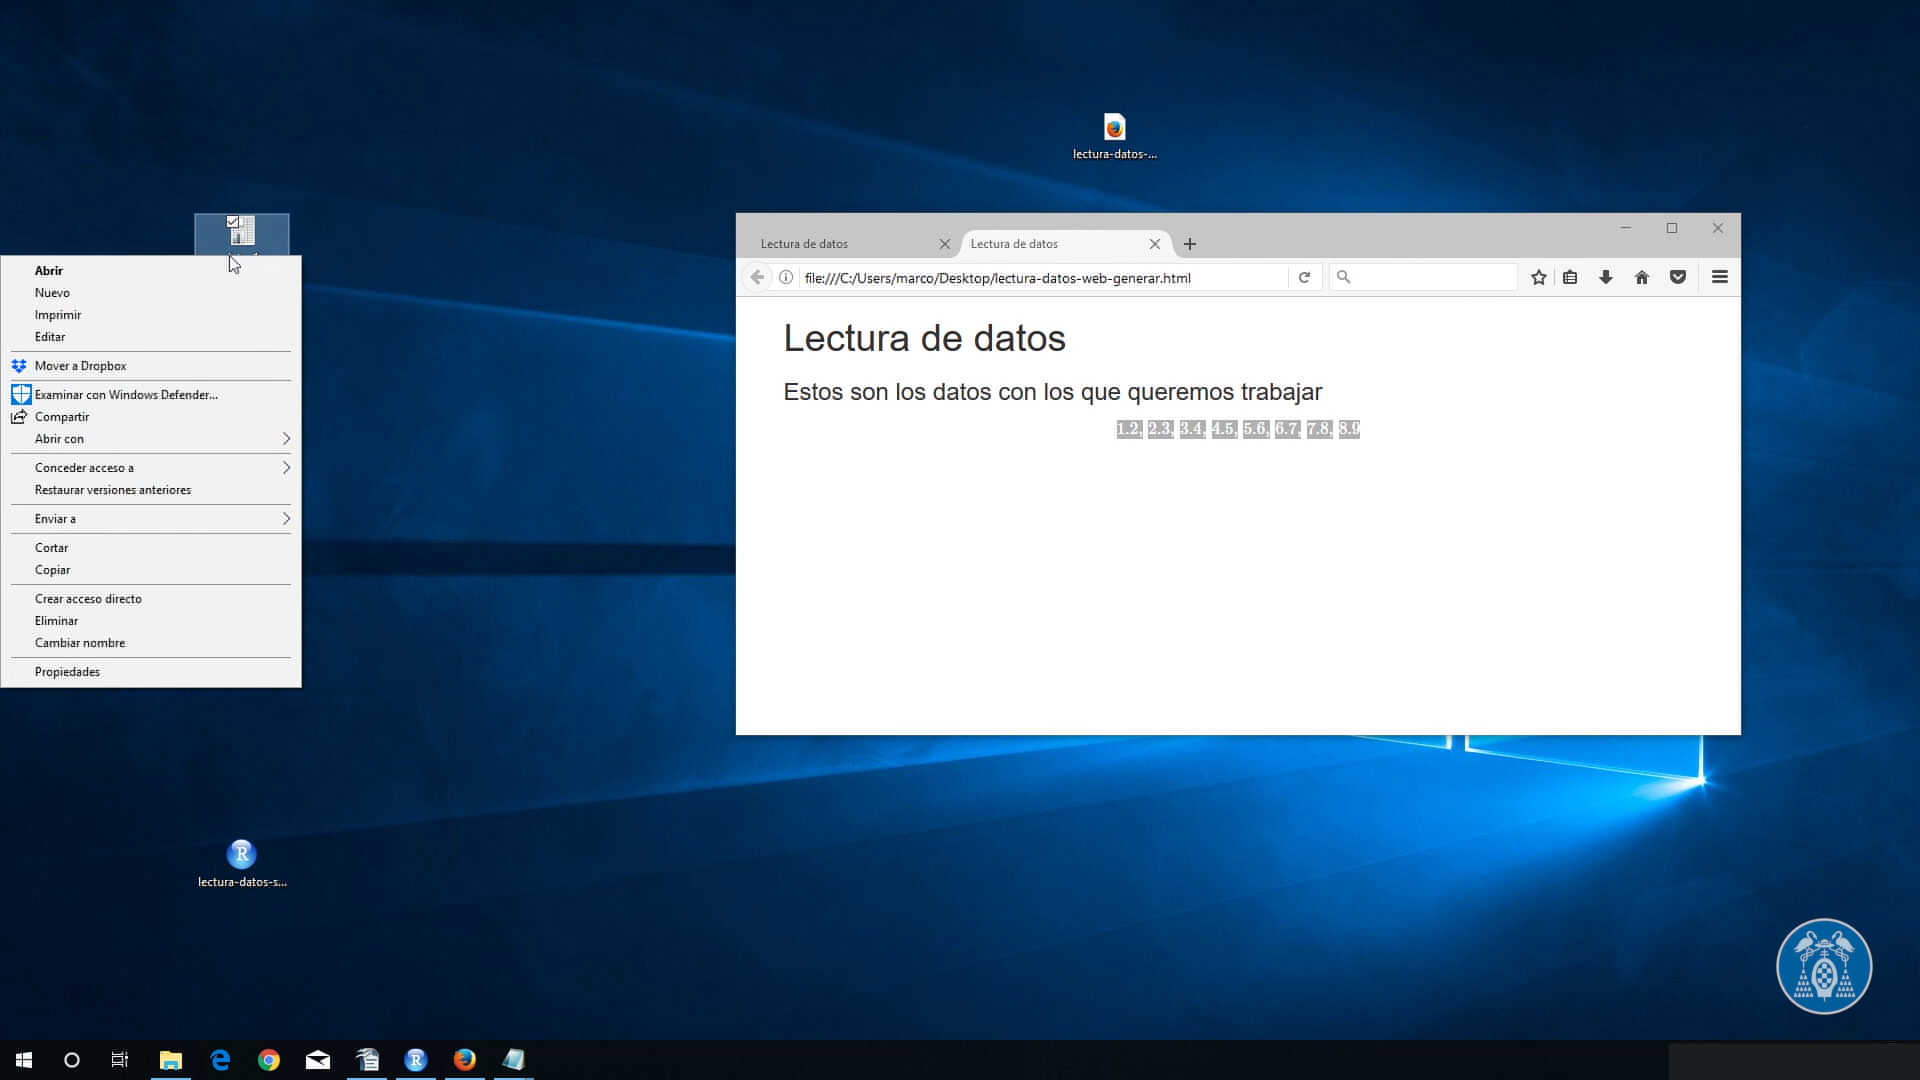 lectura-datos-...
Lectura de datos
Lectura de datos
file:///C:/Users/marco/Desktop/lectura-datos-web-generar.html
Lectura de datos
Estos son los datos con los que queremos trabajar
1.2, 2.3, 3.4, 4.5, 5.6, 6.7, 7.8, 8.9
Abrir
Nuevo
Imprimir
Editar
Mover a Dropbox
Examinar con Windows Defender...
Compartir
Abrir con
Conceder acceso a
Restaurar versiones anteriores
Enviar a
Cortar
Copiar
Crear acceso directo
Eliminar
Cambiar nombre
Propiedades
R
lectura-datos-s...
R